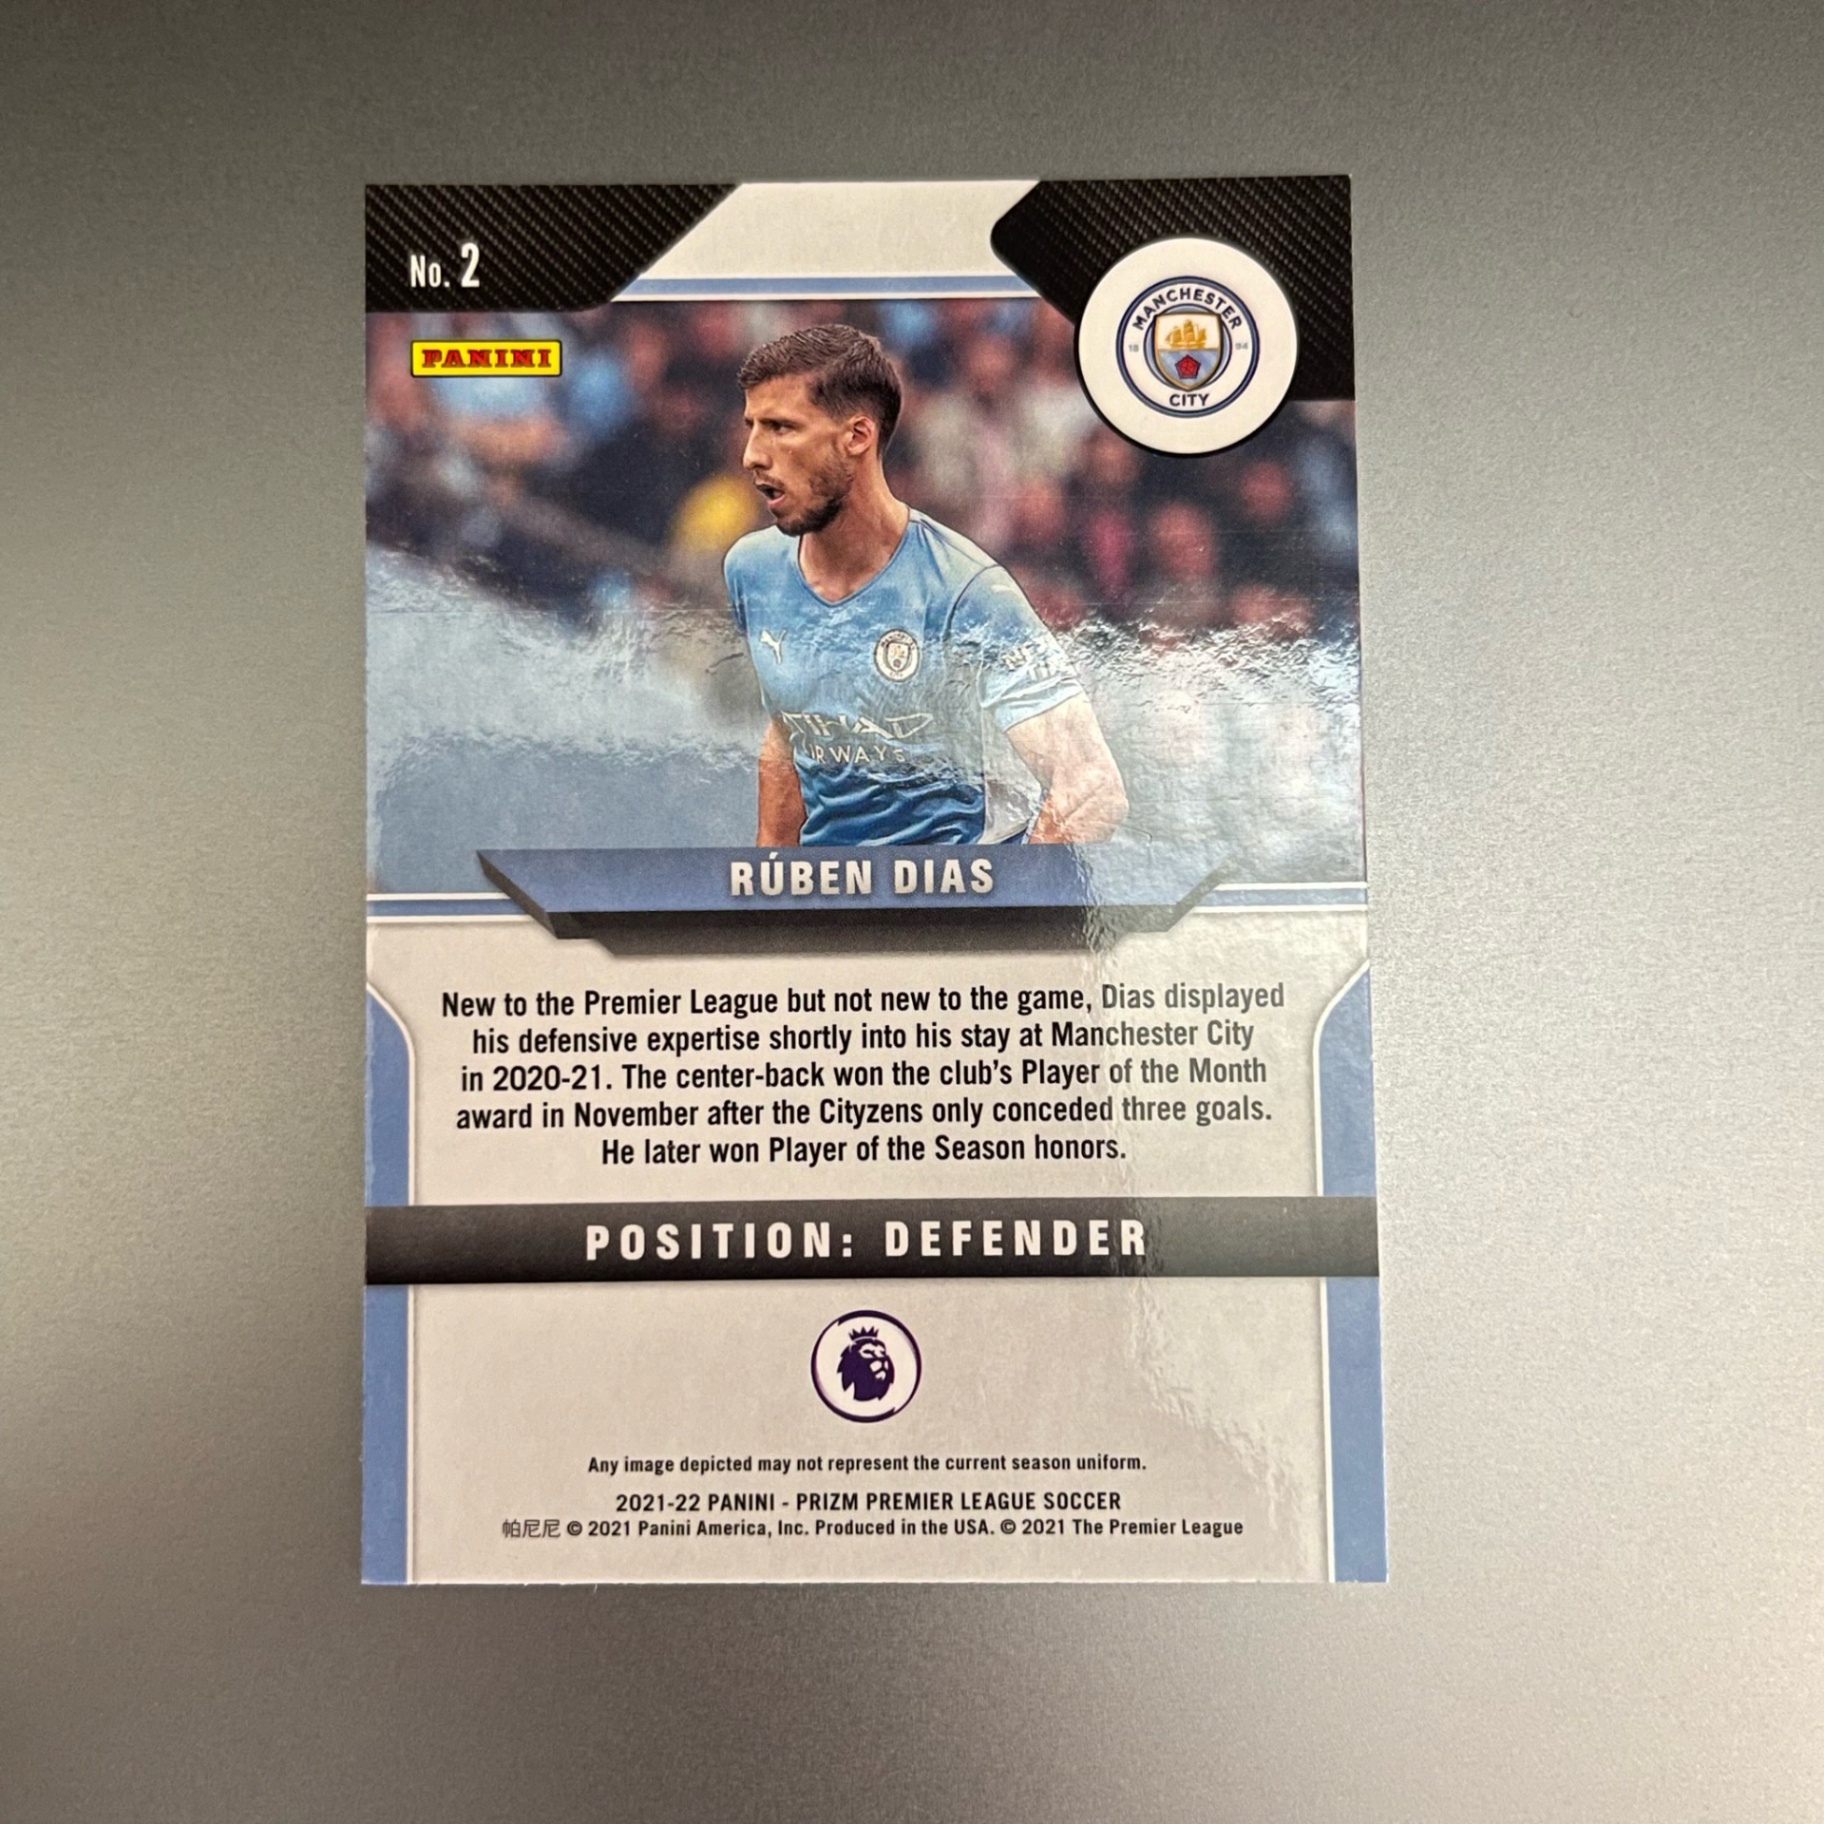 No. 2
PANINI
MANCHESTER
18 94
CITY
RÚBEN DIAS
New to the Premier League but not new to the game, Dias displayed
his defensive expertise shortly into his stay at Manchester City
in 2020-21. The center-back won the club's Player of the Month
award in November after the Cityzens only conceded three goals.
He later won Player of the Season honors.
POSITION: DEFENDER
Any image depicted may not represent the current season uniform.
2021-22 PANINI - PRIZM PREMIER LEAGUE SOCCER
帕尼尼 © 2021 Panini America, Inc. Produced in the USA. © 2021 The Premier League